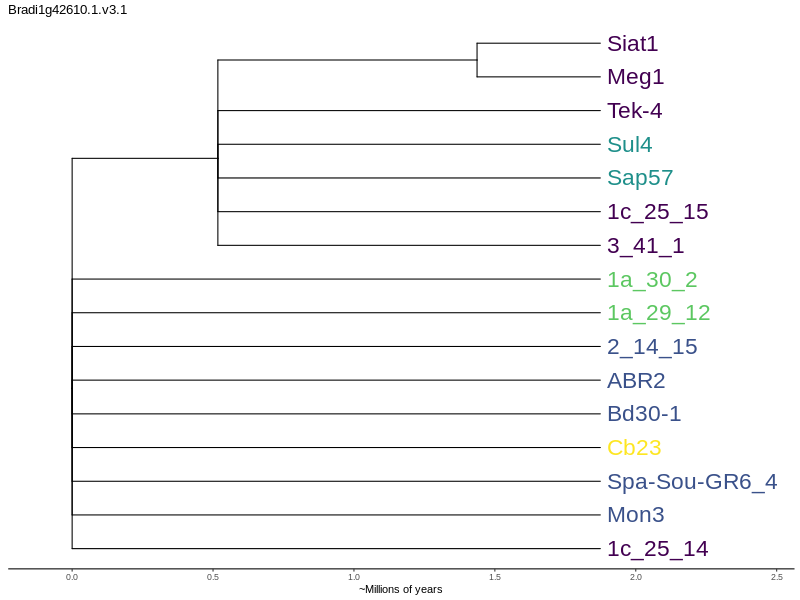 Bradi1g42610.1.v3.1
Siat1
Meg1
Tek-4
Sul4
Sap57
1c_25_15
3_41_1
1a_30_2
1a_29_12
2_14_15
ABR2
Bd30-1
Cb23
Spa-Sou-GR6_4
Mon3
1c_25_14
0.0 0.5 1.0 1.5 2.0 2.5
~Millions of years